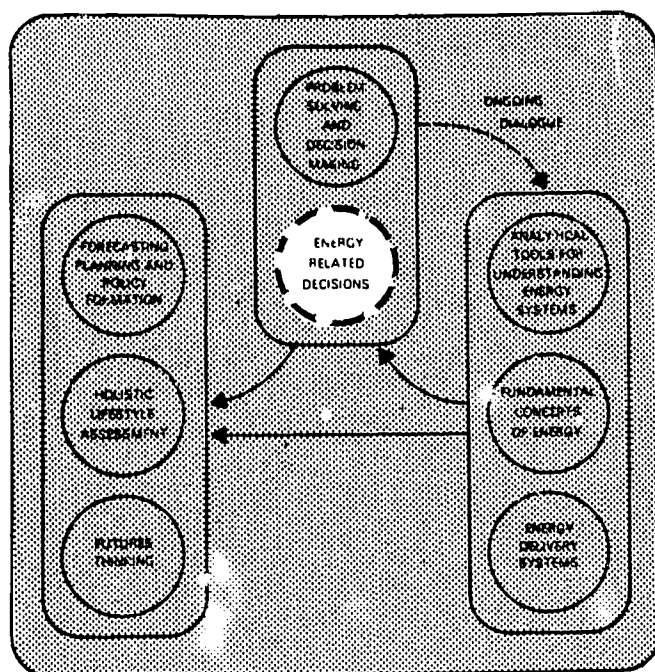 PROBLEM
SOLVING
AND
DECISION
MAKING
ONGOING
DIALOGUE
ENERGY
RELATED
DECISIONS
FORECASTING
PLANNING AND
POLICY
FORMATION
HOLISTIC
LIFESTYLE
ASSESSMENT
FUTURES
THINKING
ANALYTICAL
TOOLS FOR
UNDERSTANDING
ENERGY
SYSTEMS
FUNDAMENTAL
CONCEPTS
OF ENERGY
ENERGY
DELIVERY
SYSTEMS